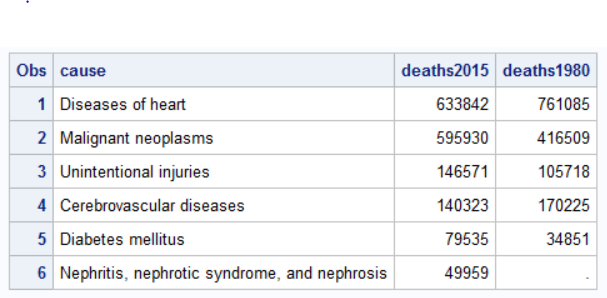 Obs cause deaths2015 deaths1980
1 Diseases of heart 633842 761085
2 Malignant neoplasms 595930 416509
3 Unintentional injuries 146571 105718
4 Cerebrovascular diseases 140323 170225
5 Diabetes mellitus 79535 34851
6 Nephritis, nephrotic syndrome, and nephrosis 49959 .